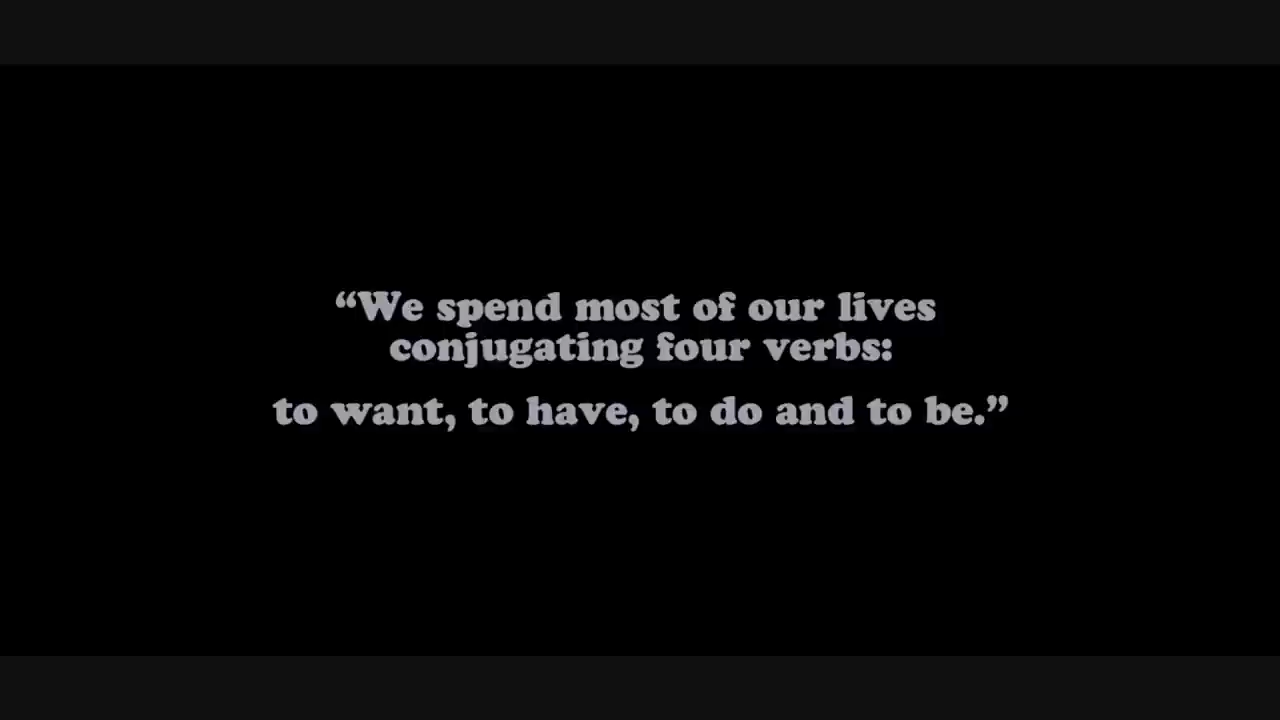 “We spend most of our lives
conjugating four verbs:
to want, to have, to do and to be.”